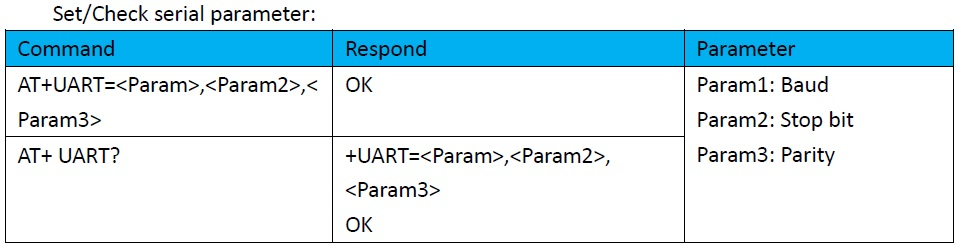 Set/Check serial parameter:
Command Respond Parameter
AT+UART=<Param>,<Param2>,<
Param3>
OK
Param1: Baud
Param2: Stop bit
Param3: Parity
AT+ UART?
+UART=<Param>,<Param2>,
<Param3>
OK